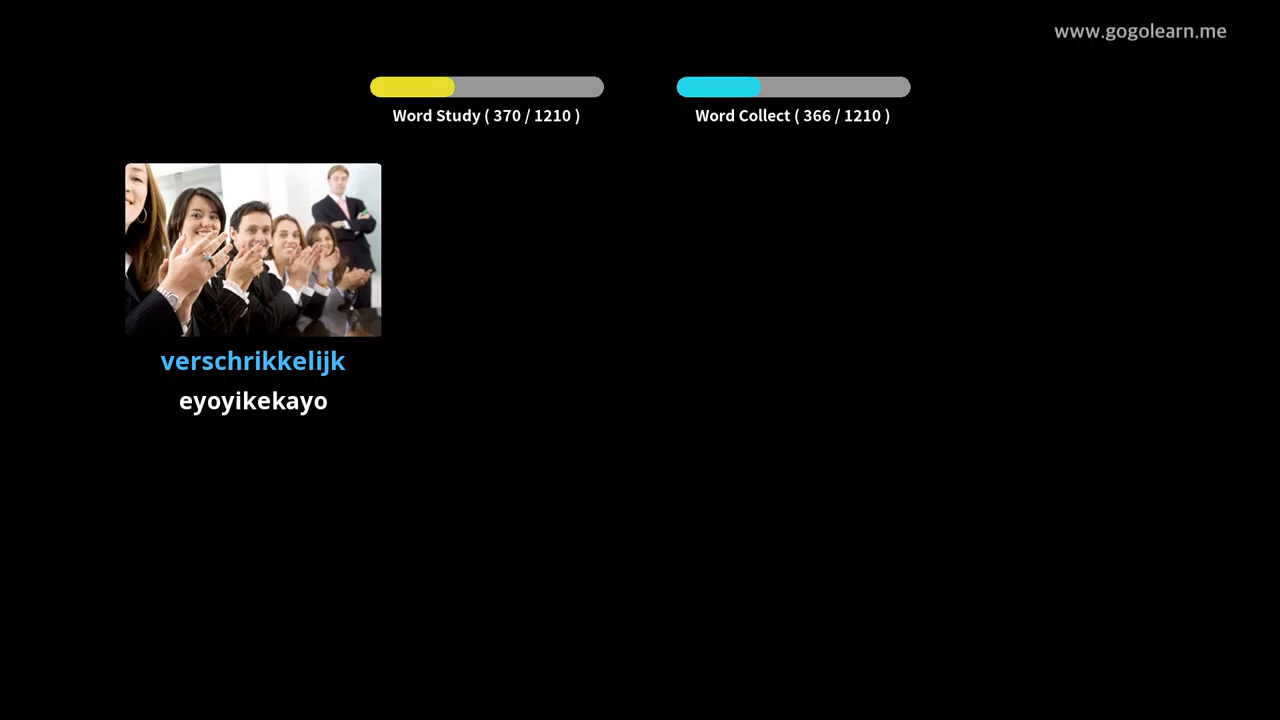 www.gogolearn.me
Word Study ( 370 / 1210 )
Word Collect ( 366 / 1210 )
verschrikkelijk
eyoyikekayo